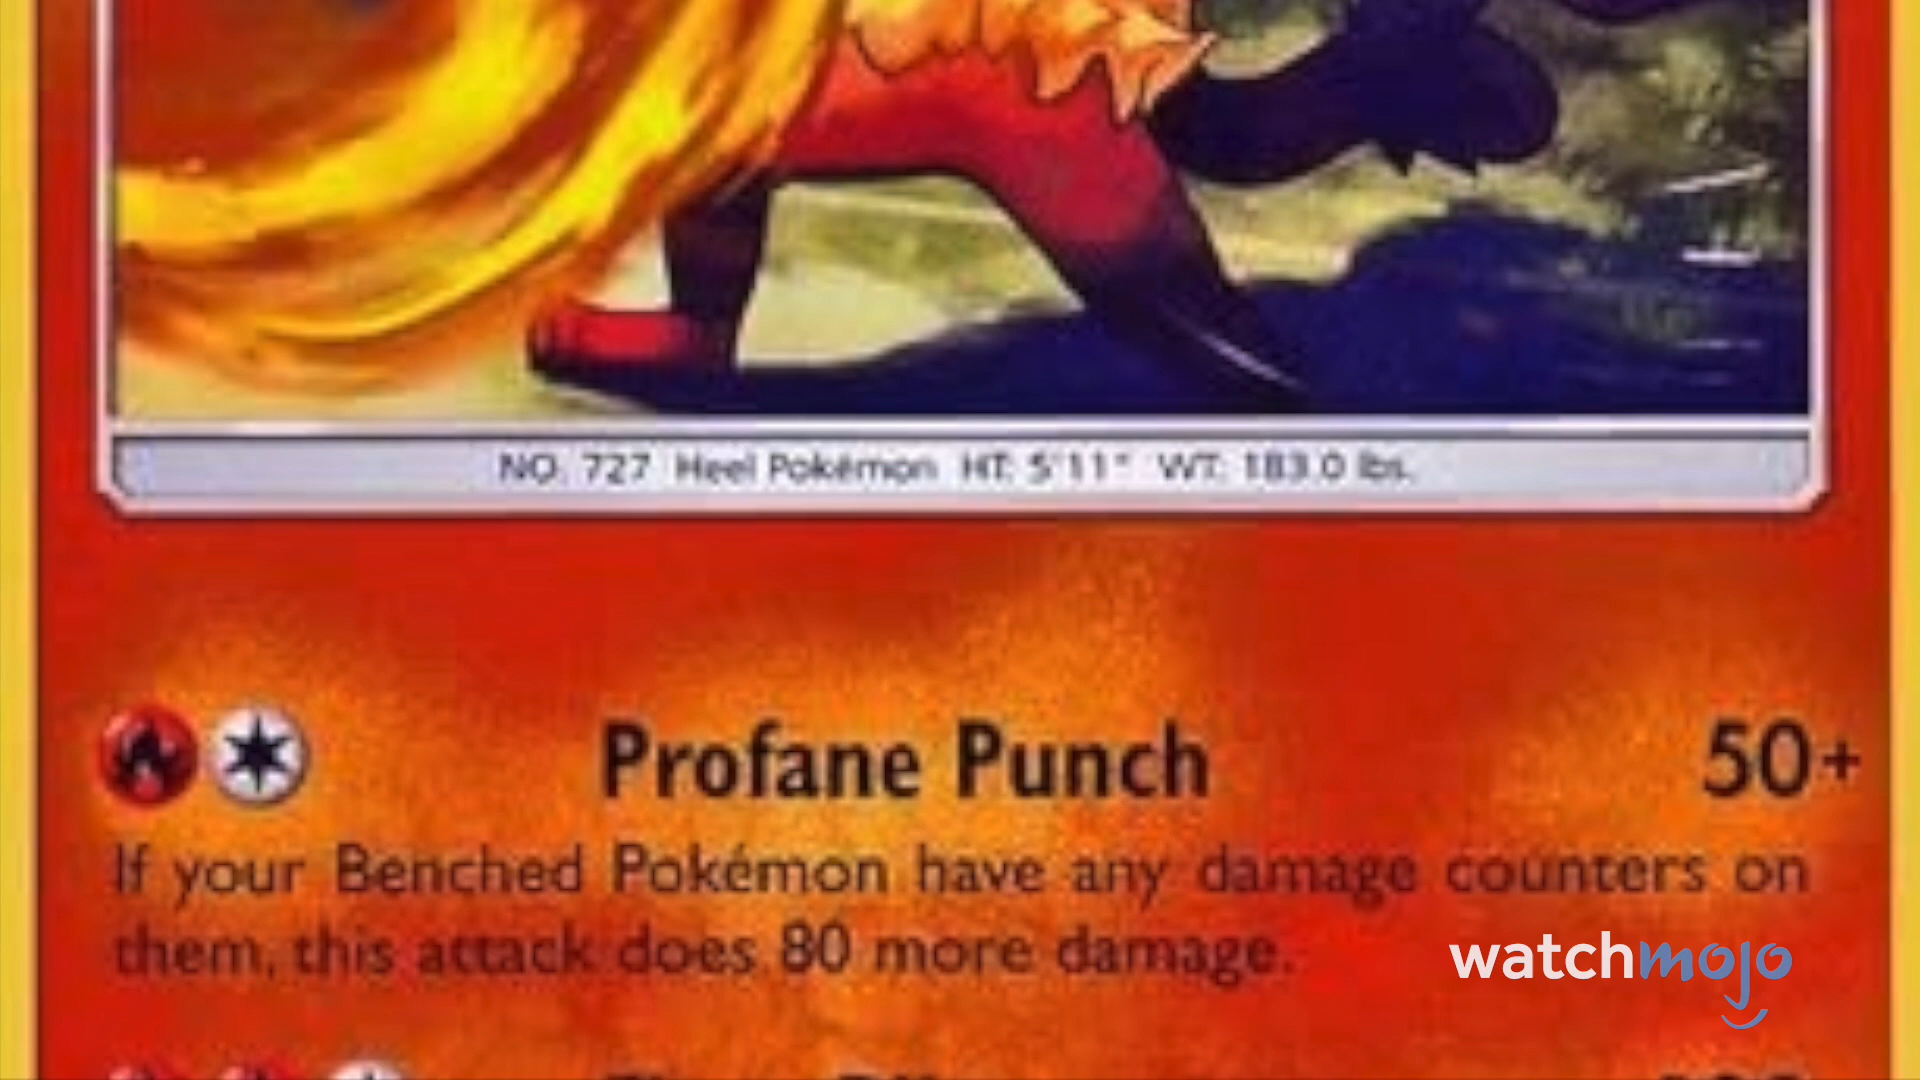 NO. 727 Heel Pokémon HT: 5'11" WT: 183.0 lbs.
Profane Punch 50+
If your Benched Pokémon have any damage counters on
them, this attack does 80 more damage.
watchmojo